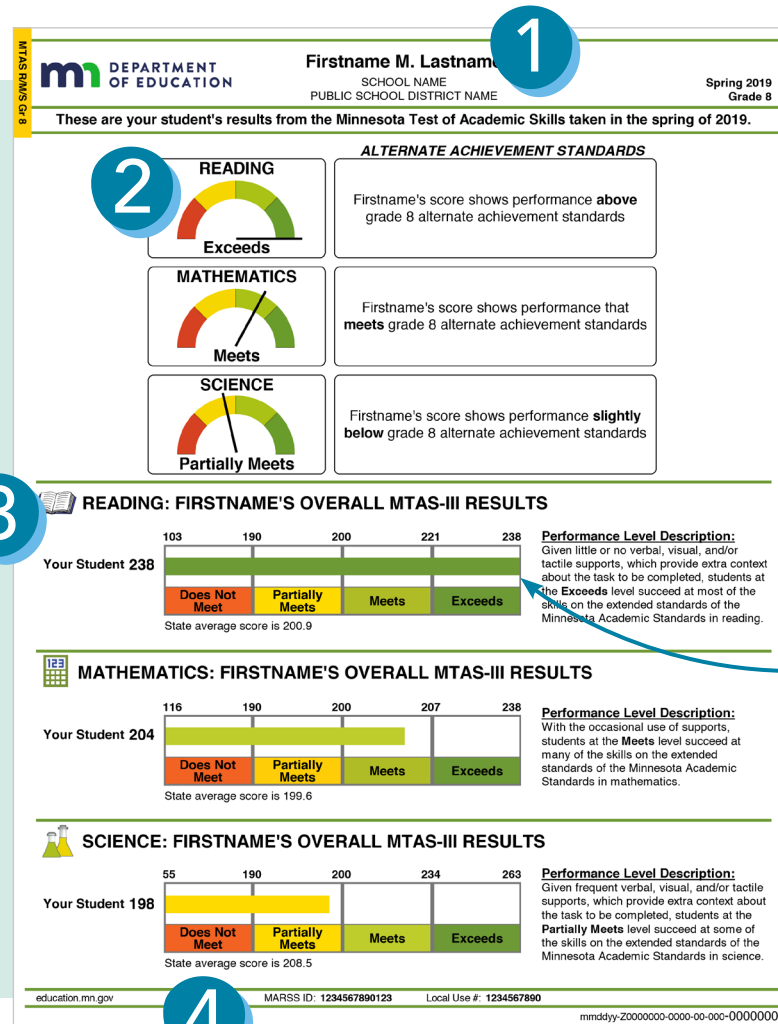 1
MTAS R/M/S Gr 8
mn DEPARTMENT
OF EDUCATION
Firstname M. Lastname
SCHOOL NAME
PUBLIC SCHOOL DISTRICT NAME
Spring 2019
Grade 8
These are your student's results from the Minnesota Test of Academic Skills taken in the spring of 2019.
ALTERNATE ACHIEVEMENT STANDARDS
2
READING
Exceeds
Firstname's score shows performance above
grade 8 alternate achievement standards
MATHEMATICS
Meets
Firstname's score shows performance that
meets grade 8 alternate achievement standards
SCIENCE
Partially Meets
Firstname's score shows performance slightly
below grade 8 alternate achievement standards
3
READING: FIRSTNAME'S OVERALL MTAS-III RESULTS
103 190 200 221 238
Your Student 238
Does Not
Meet
Partially
Meets
Meets
Exceeds
State average score is 200.9
Performance Level Description:
Given little or no verbal, visual, and/or
tactile supports, which provide extra context
about the task to be completed, students at
the Exceeds level succeed at most of the
skills on the extended standards of the
Minnesota Academic Standards in reading.
123
MATHEMATICS: FIRSTNAME'S OVERALL MTAS-III RESULTS
116 190 200 207 238
Your Student 204
Does Not
Meet
Partially
Meets
Meets
Exceeds
State average score is 199.6
Performance Level Description:
With the occasional use of supports,
students at the Meets level succeed at
many of the skills on the extended
standards of the Minnesota Academic
Standards in mathematics.
SCIENCE: FIRSTNAME'S OVERALL MTAS-III RESULTS
55 190 200 234 263
Your Student 198
Does Not
Meet
Partially
Meets
Meets
Exceeds
State average score is 208.5
Performance Level Description:
Given frequent verbal, visual, and/or tactile
supports, which provide extra context about
the task to be completed, students at the
Partially Meets level succeed at some of
the skills on the extended standards of the
Minnesota Academic Standards in science.
4
education.mn.gov MARSS ID: 1234567890123 Local Use #: 1234567890
mmddyy-Z0000000-0000-00-000-0000000